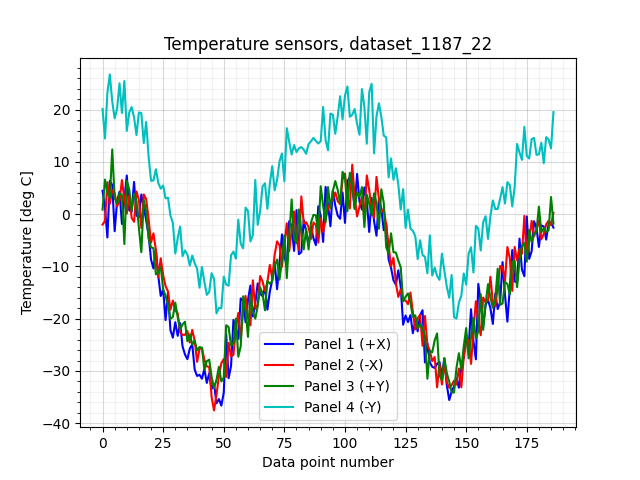 Temperature sensors, dataset_1187_22
Temperature [deg C]
20
10
0
−10
−20
−30
−40
Panel 1 (+X)
Panel 2 (-X)
Panel 3 (+Y)
Panel 4 (-Y)
0 25 50 75 100 125 150 175
Data point number